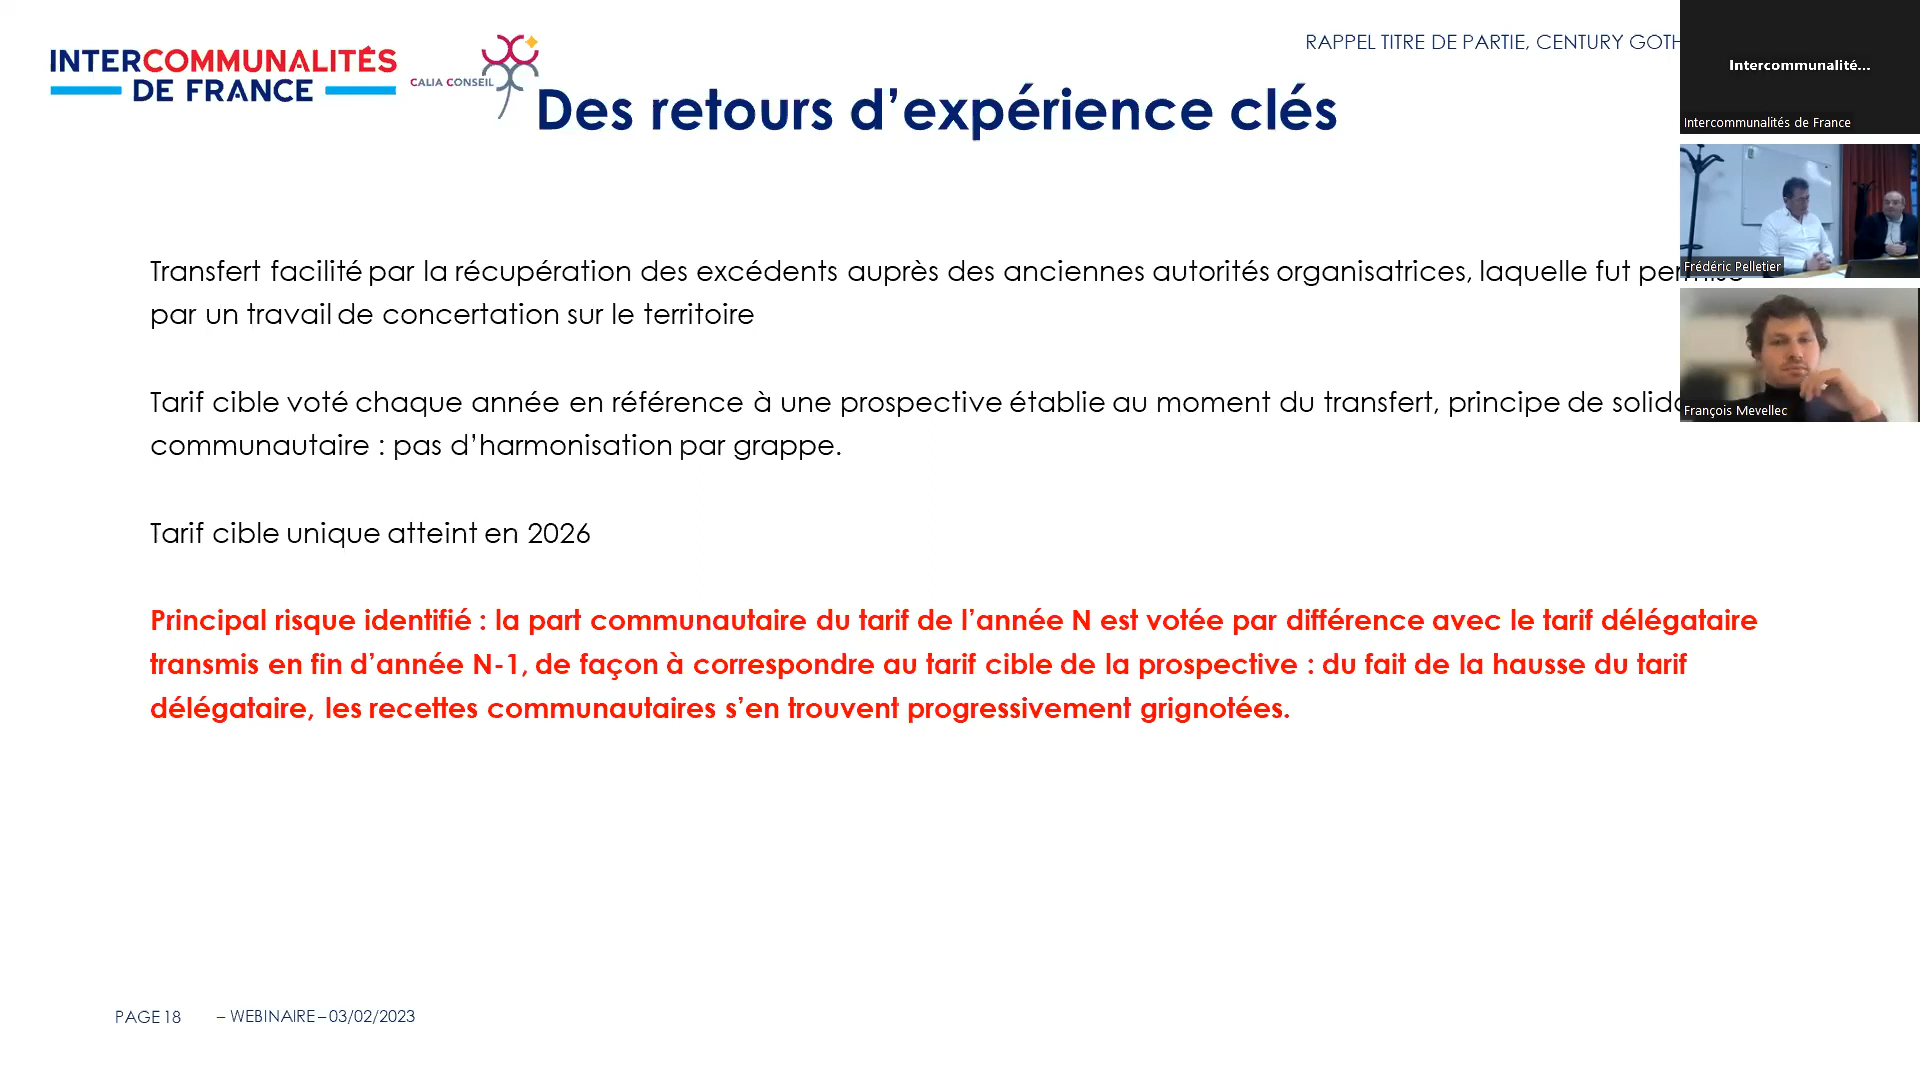 INTERCOMMUNALITÉS
DE FRANCE
CALIA CONSEIL
RAPPEL TITRE DE PARTIE, CENTURY GOTH
Des retours d’expérience clés
Intercommunalité...
Intercommunalités de France
Frédéric Pelletier
François Mevellec
Transfert facilité par la récupération des excédents auprès des anciennes autorités organisatrices, laquelle fut permise
par un travail de concertation sur le territoire
Tarif cible voté chaque année en référence à une prospective établie au moment du transfert, principe de solida
communautaire : pas d’harmonisation par grappe.
Tarif cible unique atteint en 2026
Principal risque identifié : la part communautaire du tarif de l’année N est votée par différence avec le tarif délégataire
transmis en fin d’année N-1, de façon à correspondre au tarif cible de la prospective : du fait de la hausse du tarif
délégataire, les recettes communautaires s’en trouvent progressivement grignotées.
PAGE 18 – WEBINAIRE – 03/02/2023